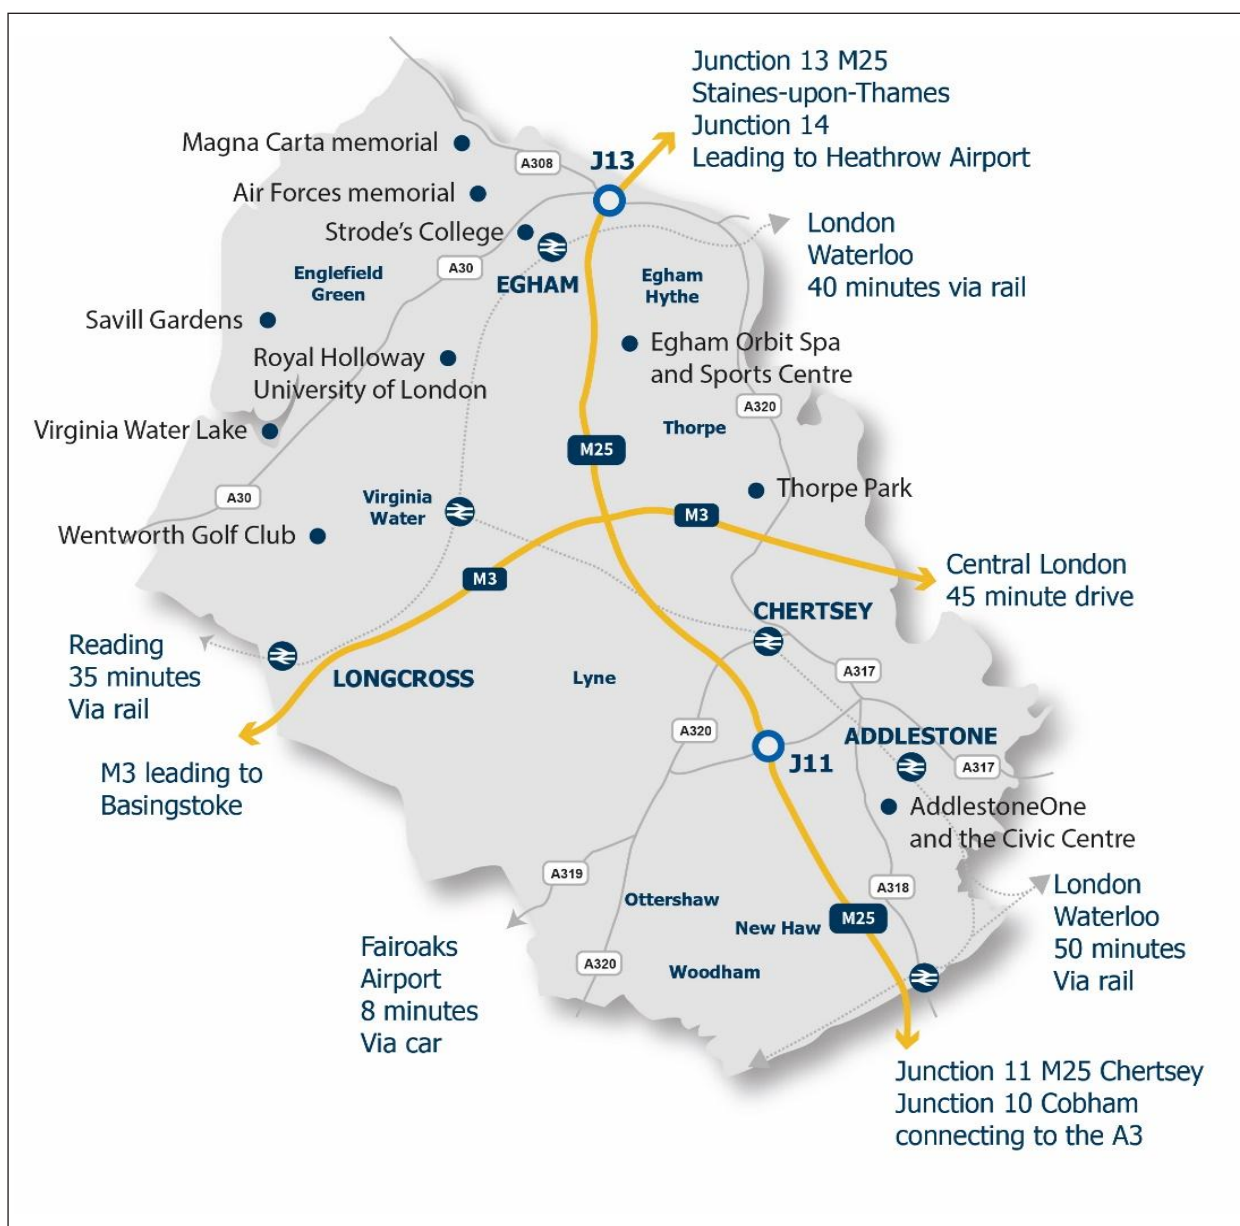 Junction 13 M25
Staines-upon-Thames
Junction 14
Leading to Heathrow Airport
Magna Carta memorial
A308
J13
Air Forces memorial
Strode's College
London
Waterloo
40 minutes via rail
A30
Englefield
Green
EGHAM
Egham
Hythe
Savill Gardens
Royal Holloway
University of London
Egham Orbit Spa
and Sports Centre
A320
Virginia Water Lake
Thorpe
M25
A30
Virginia
Water
Thorpe Park
M3
Wentworth Golf Club
M3
Central London
45 minute drive
CHERTSEY
Reading
35 minutes
Via rail
LONGCROSS
Lyne
A317
A320
ADDLESTONE
J11
A317
M3 leading to
Basingstoke
AddlestoneOne
and the Civic Centre
A319
A318
London
Waterloo
50 minutes
Via rail
Ottershaw
New Haw
M25
Fairoaks
Airport
8 minutes
Via car
A320
Woodham
Junction 11 M25 Chertsey
Junction 10 Cobham
connecting to the A3